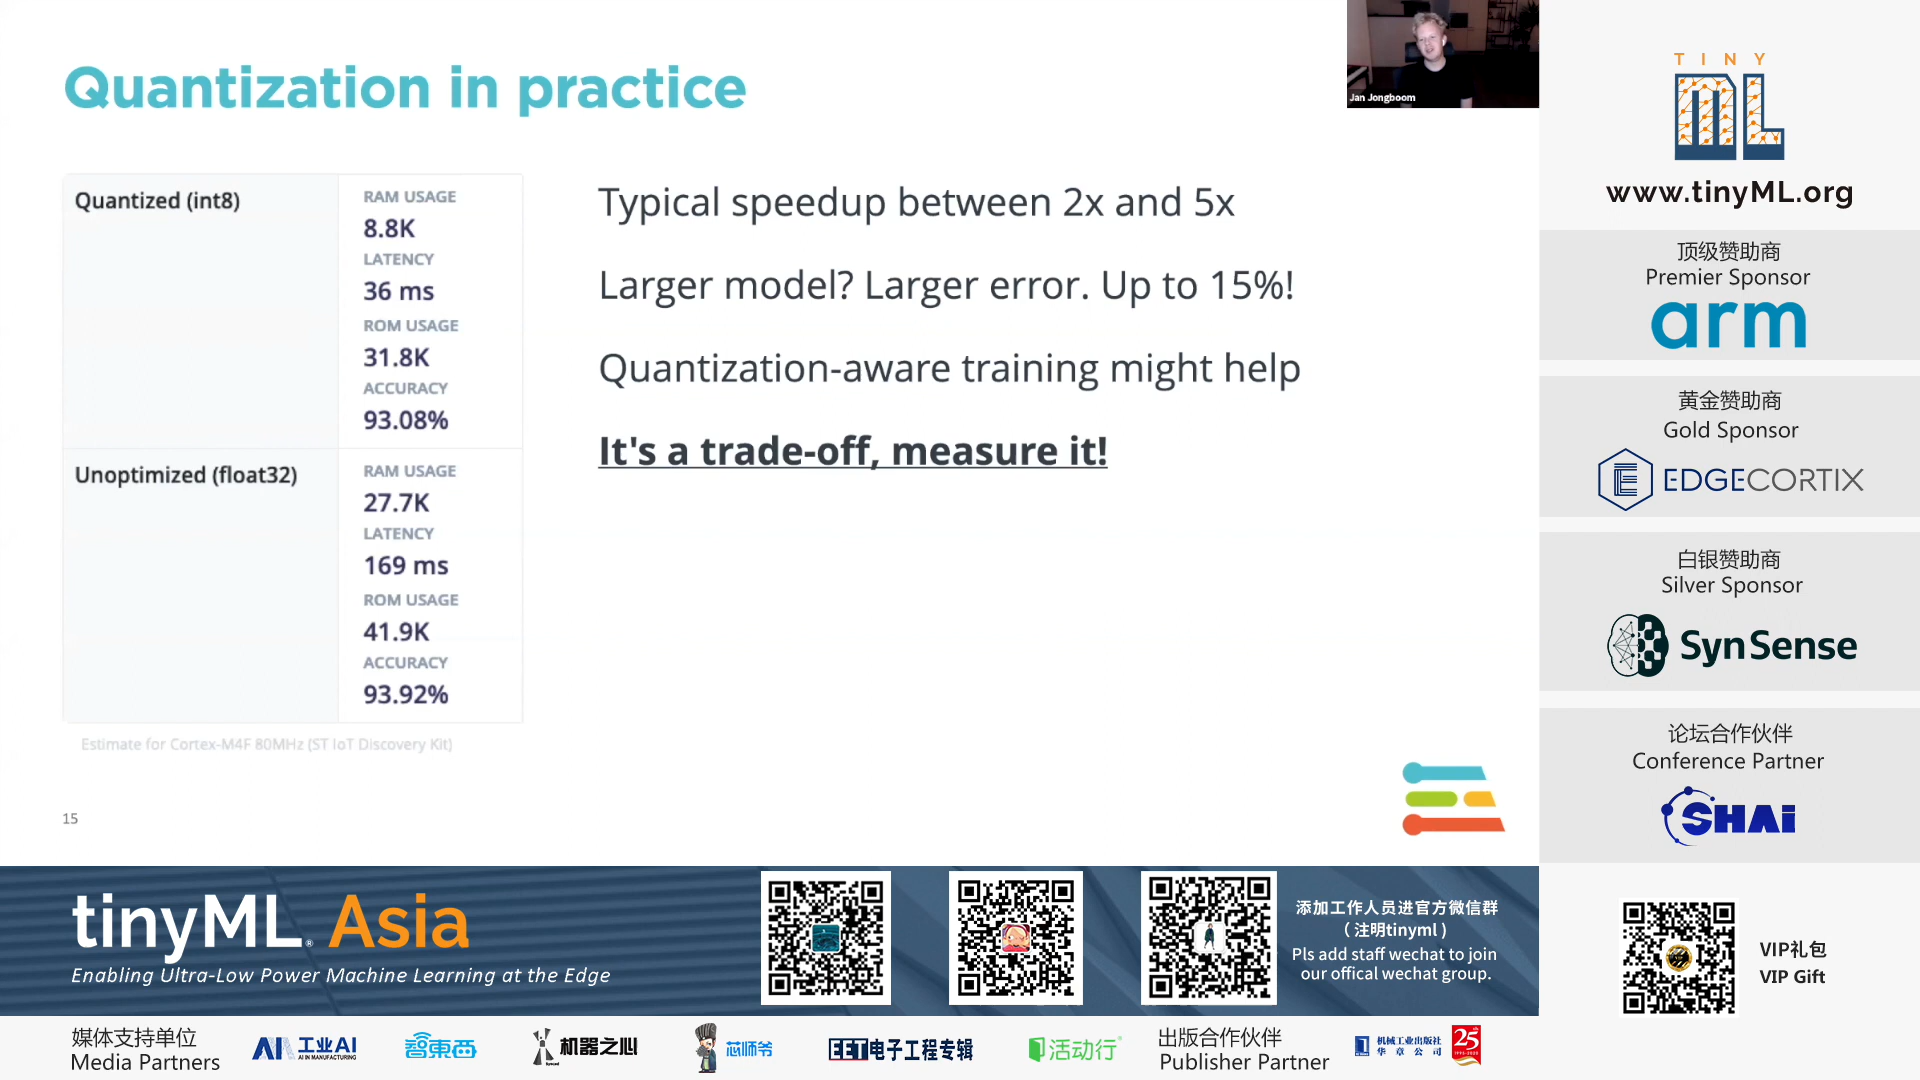 Quantization in practice
Jan Jongboom
Quantized (int8)
RAM USAGE
8.8K
LATENCY
36 ms
ROM USAGE
31.8K
ACCURACY
93.08%
Unoptimized (float32)
RAM USAGE
27.7K
LATENCY
169 ms
ROM USAGE
41.9K
ACCURACY
93.92%
Estimate for Cortex-M4F 80MHz (ST IoT Discovery Kit)
Typical speedup between 2x and 5x
Larger model? Larger error. Up to 15%!
Quantization-aware training might help
It's a trade-off, measure it!
15
TINY
ML
www.tinyML.org
顶级赞助商
Premier Sponsor
arm
黄金赞助商
Gold Sponsor
EDGECORTIX
白银赞助商
Silver Sponsor
SynSense
论坛合作伙伴
Conference Partner
SHAi
tinyML® Asia
Enabling Ultra-Low Power Machine Learning at the Edge
添加工作人员进官方微信群
（注明tinyml）
Pls add staff wechat to join
our offical wechat group.
VIP礼包
VIP Gift
媒体支持单位
Media Partners
AI 工业AI
AI IN MANUFACTURING
智東西
机器之心
Synced
芯师爷
EET电子工程专辑
活动行
出版合作伙伴
Publisher Partner
机械工业出版社
华章公司
25
1995-2020